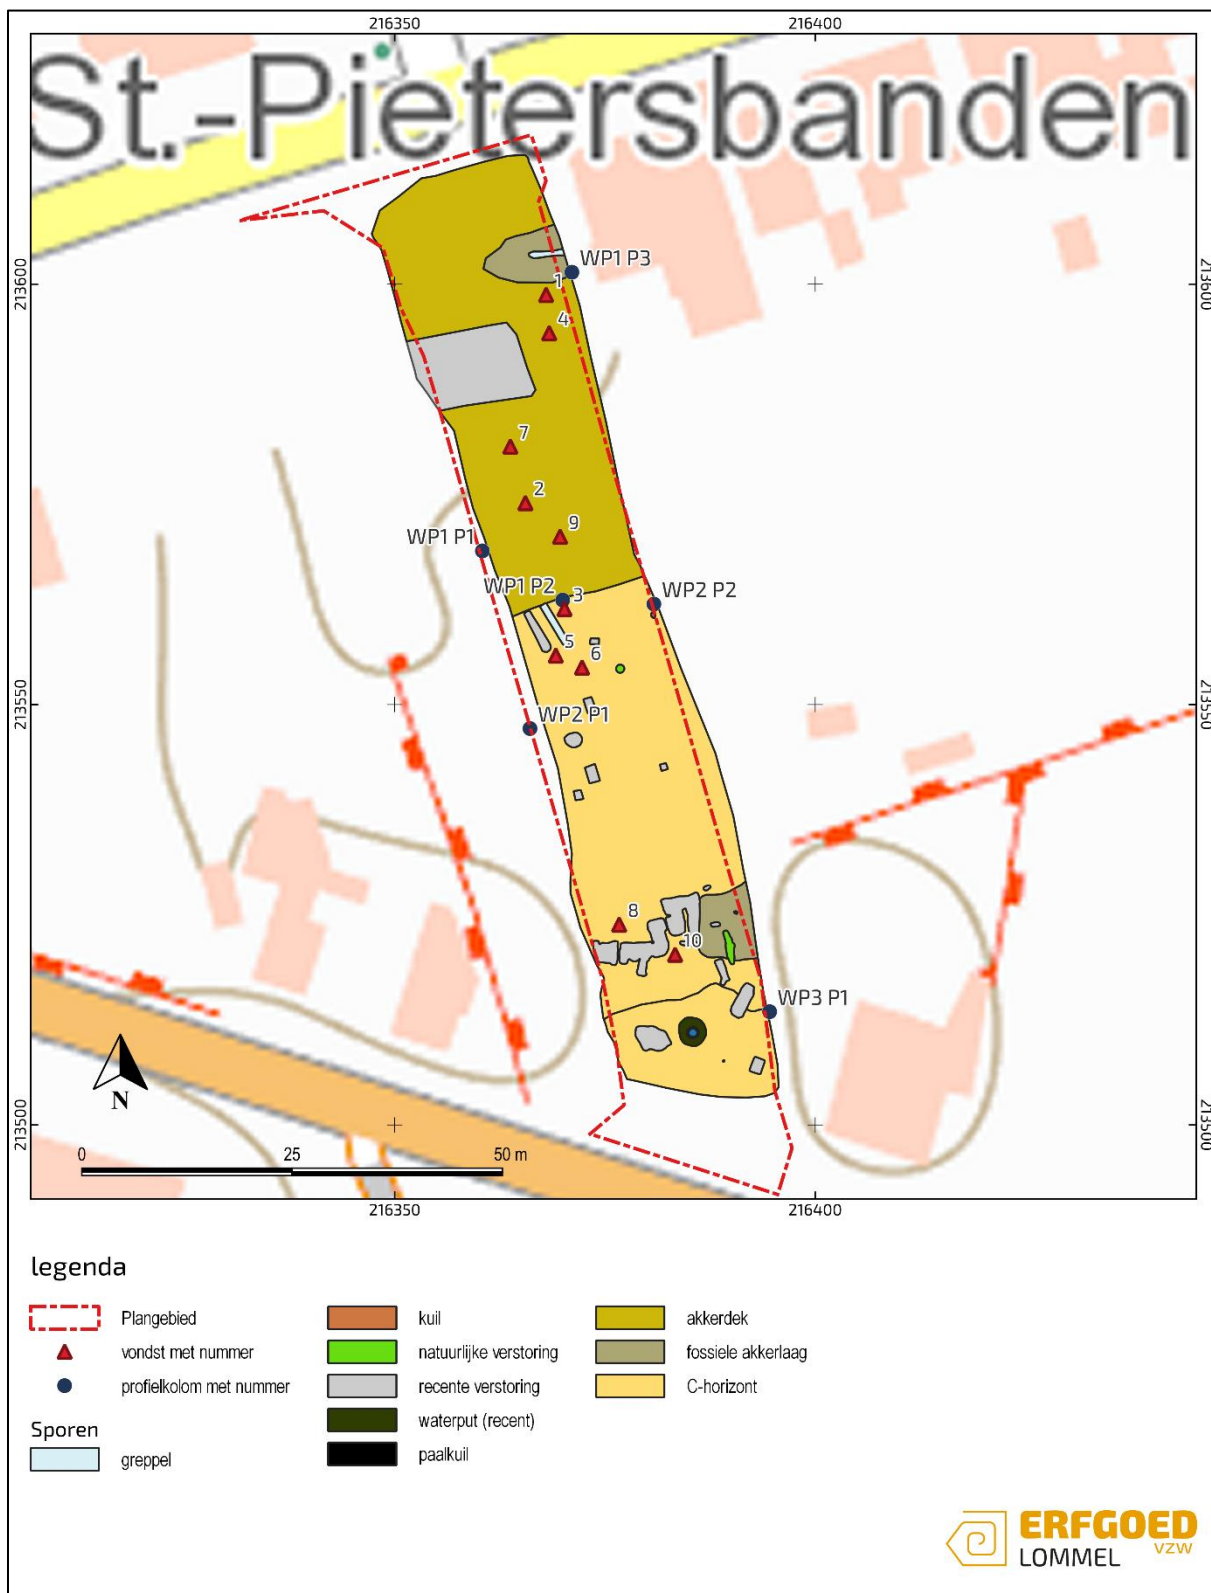 216350 216400
St.-Pietersbanden
213600 213600
WP1 P3
1
4
7
2
9
WP1 P1
WP1 P2
3
WP2 P2
5
6
213550 213550
WP2 P1
8
10
WP3 P1
N
213500 213500
0 25 50 m
216350 216400
legenda
Plangebied kuil akkerdek
vondst met nummer natuurlijke verstoring fossiele akkerlaag
profielkolom met nummer recente verstoring C-horizont
Sporen waterput (recent)
greppel paalkuil
ERFGOED
LOMMEL VZW